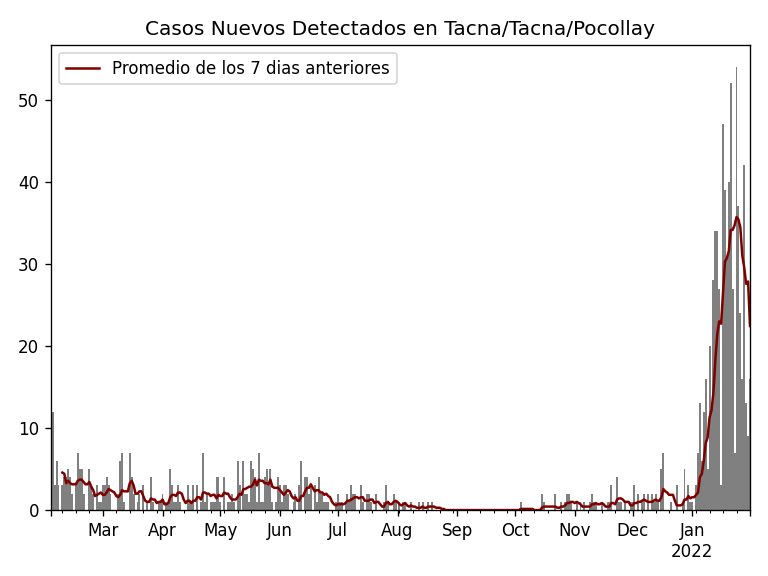 Casos Nuevos Detectados en Tacna/Tacna/Pocollay
Promedio de los 7 dias anteriores
50
40
30
20
10
0
Mar Apr May Jun Jul Aug Sep Oct Nov Dec Jan
2022